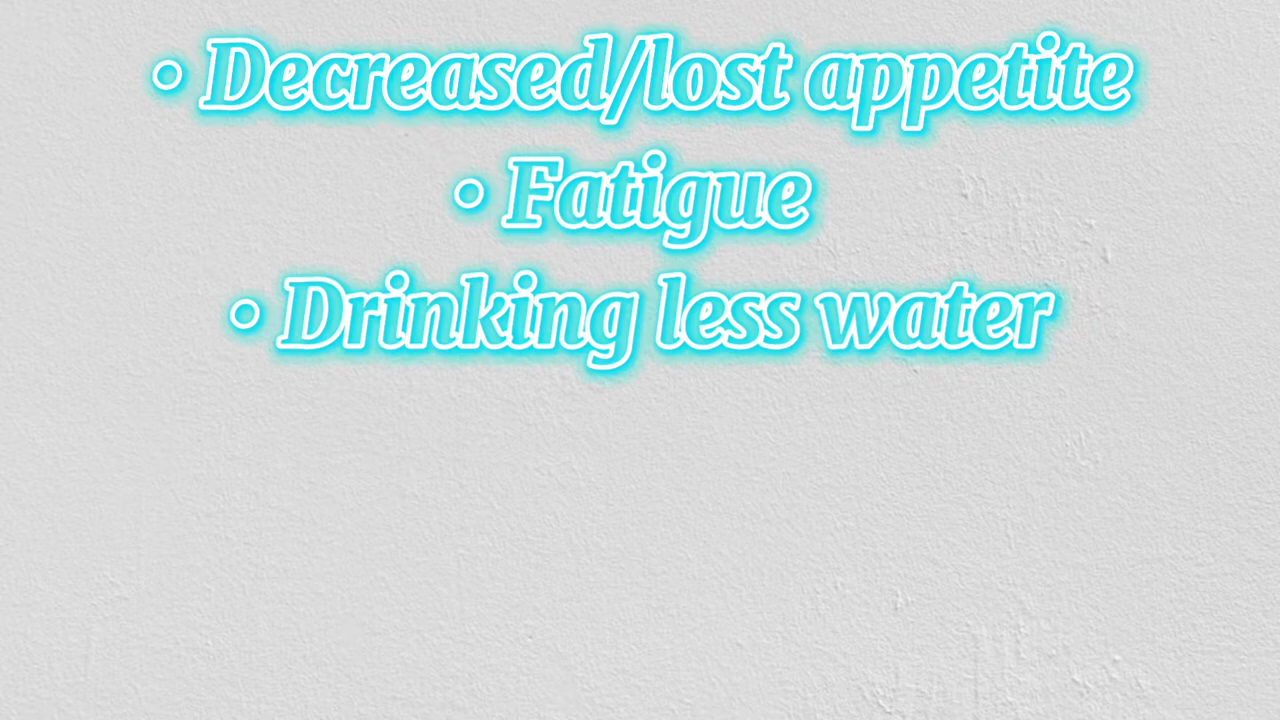 • Decreased/lost appetite
• Fatigue
• Drinking less water